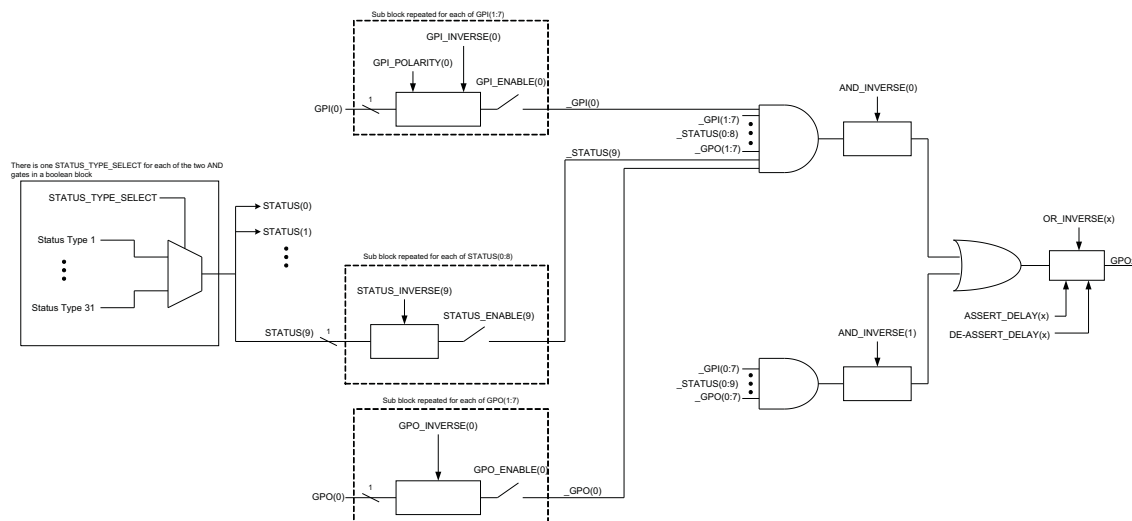 Sub block repeated for each of GPI(1:7)
GPI_INVERSE(0)
GPI_POLARITY(0)
GPI_ENABLE(0)
GPI(0)
1
_GPI(0)
_GPI(1:7)
_STATUS(0:8)
_GPO(1:7)
_STATUS(9)
AND_INVERSE(0)
There is one STATUS_TYPE_SELECT for each of the two AND
gates in a boolean block
STATUS_TYPE_SELECT
Status Type 1
Status Type 31
STATUS(0)
STATUS(1)
STATUS(9)
1
Sub block repeated for each of STATUS(0:8)
STATUS_INVERSE(9)
STATUS_ENABLE(9)
OR_INVERSE(x)
GPO
ASSERT_DELAY(x)
DE-ASSERT_DELAY(x)
AND_INVERSE(1)
_GPI(0:7)
_STATUS(0:9)
_GPO(0:7)
Sub block repeated for each of GPO(1:7)
GPO_INVERSE(0)
GPO_ENABLE(0)
GPO(0)
1
_GPO(0)